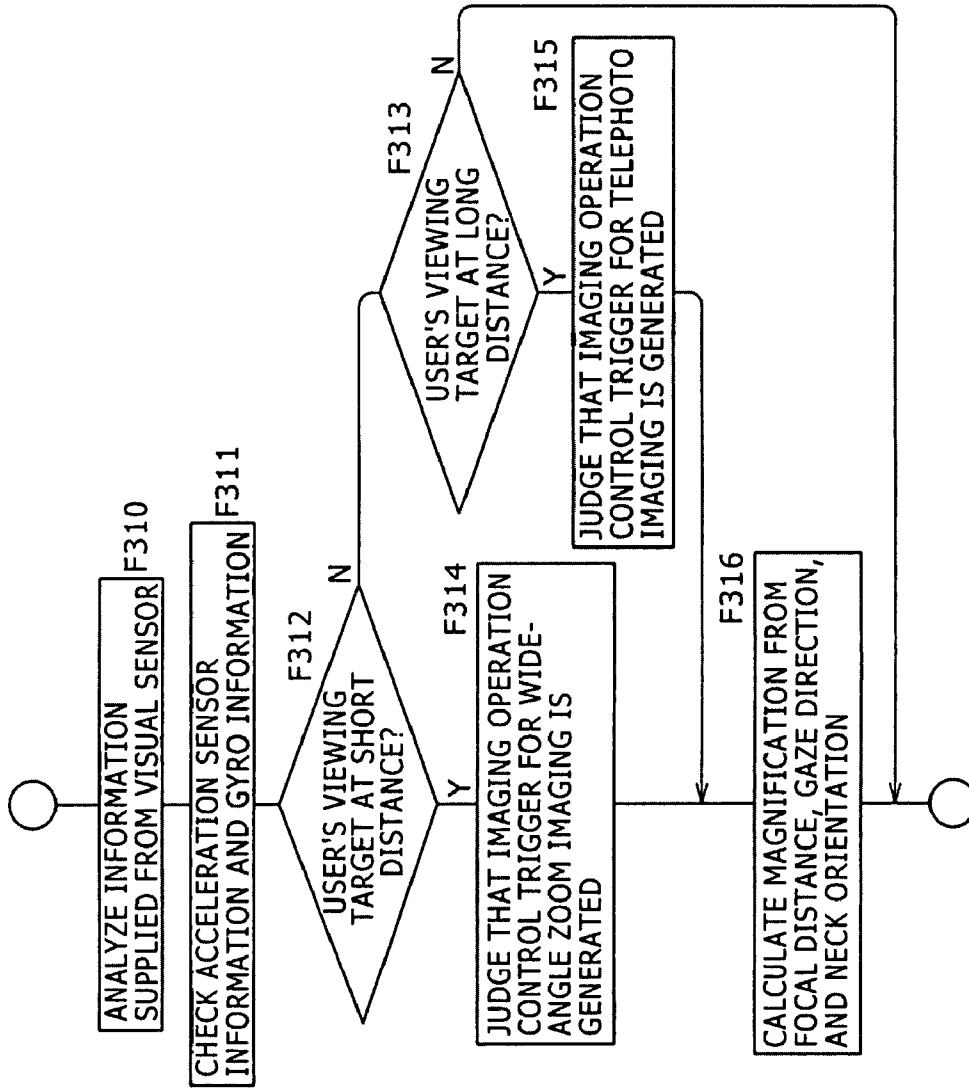 F310
ANALYZE INFORMATION
SUPPLIED FROM VISUAL SENSOR
F311
CHECK ACCELERATION SENSOR
INFORMATION AND GYRO INFORMATION
F312
USER'S VIEWING
TARGET AT SHORT
DISTANCE?
N
Y
F313
USER'S VIEWING
TARGET AT LONG
DISTANCE?
N
Y
F314
JUDGE THAT IMAGING OPERATION
CONTROL TRIGGER FOR WIDE-
ANGLE ZOOM IMAGING IS
GENERATED
F315
JUDGE THAT IMAGING OPERATION
CONTROL TRIGGER FOR TELEPHOTO
IMAGING IS GENERATED
F316
CALCULATE MAGNIFICATION FROM
FOCAL DISTANCE, GAZE DIRECTION,
AND NECK ORIENTATION